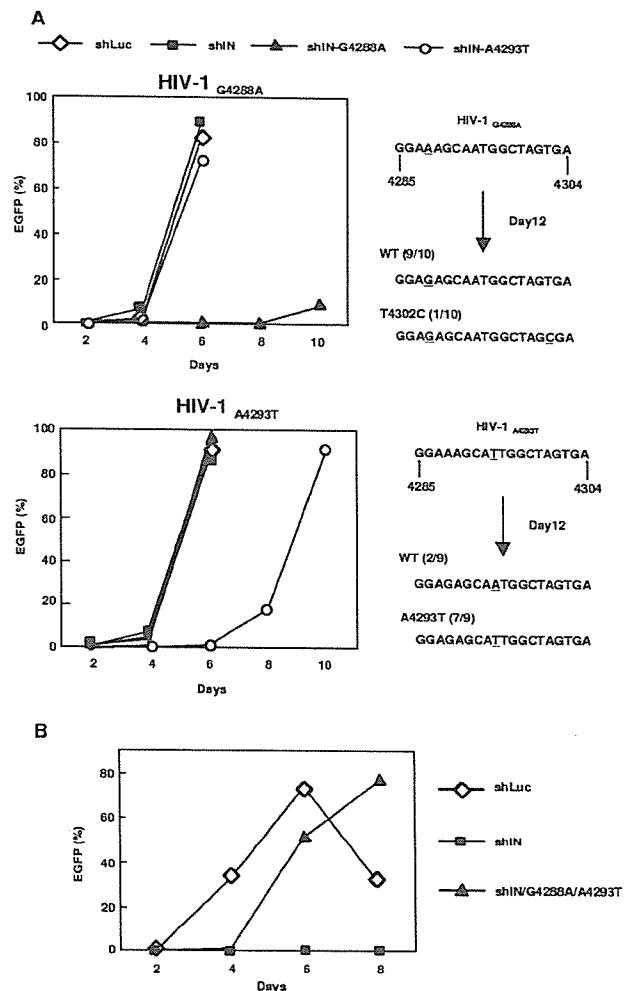 A
shLuc shIN shIN-G4288A shIN-A4293T
HIV-1 G4288A
EGFP (%)
100
80
60
40
20
0
2 4 6 8 10
Days
HIV-1 G4288A
GGAAAGCAATGGCTAGTGA
4285 4304
Day12
WT (9/10)
GGAGAGCAATGGCTAGTGA
T4302C (1/10)
GGAGAGCAATGGCTAGCGA
HIV-1 A4293T
EGFP (%)
100
80
60
40
20
0
2 4 6 8 10
Days
HIV-1 A4293T
GGAAAGCATTGGCTAGTGA
4285 4304
Day12
WT (2/9)
GGAGAGCAATGGCTAGTGA
A4293T (7/9)
GGAGAGCATTGGCTAGTGA
B
EGFP (%)
80
60
40
20
0
2 4 6 8
Days
shLuc
shIN
shIN/G4288A/A4293T